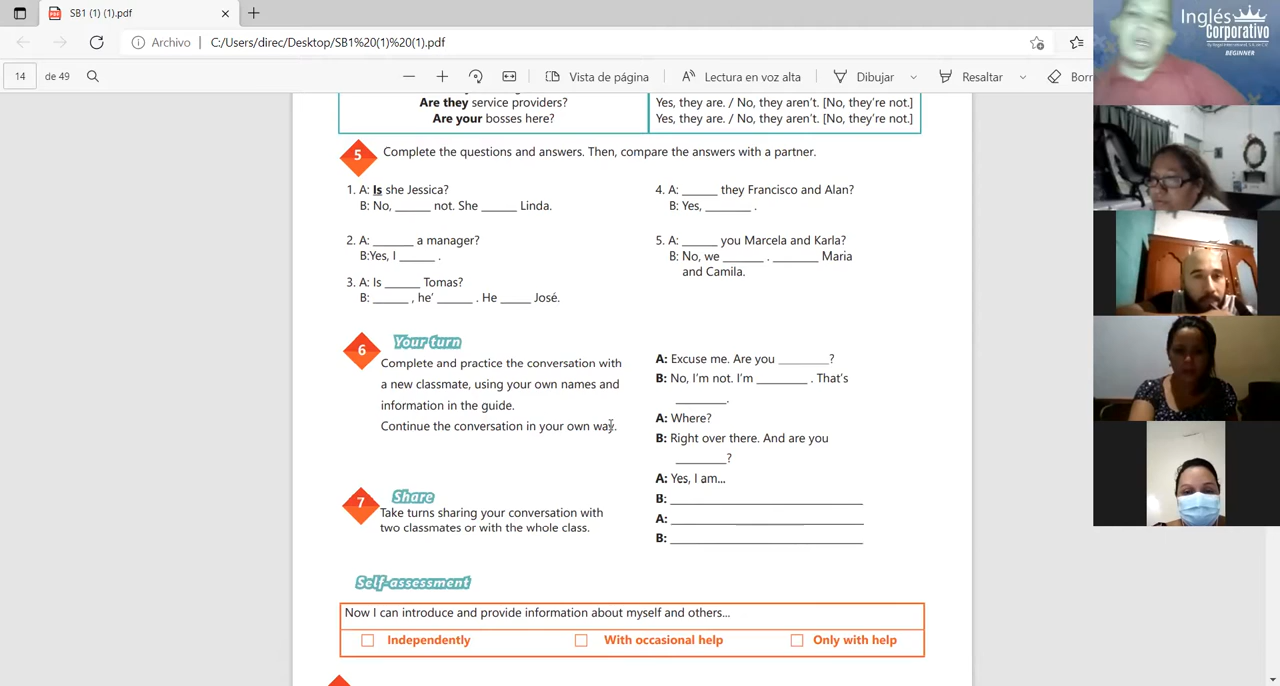 SB1 (1) (1).pdf
Archivo | C:/Users/direc/Desktop/SB1%20(1)%20(1).pdf
14 de 49 Vista de página Lectura en voz alta Dibujar Resaltar Borr
Inglés
Corporativo
BEGINNER
Are they service providers? Yes, they are. / No, they aren't. [No, they're not.]
Are your bosses here? Yes, they are. / No, they aren't. [No, they're not.]
5 Complete the questions and answers. Then, compare the answers with a partner.
1. A: Is she Jessica?
B: No, ______ not. She ______ Linda.
2. A: _______ a manager?
B:Yes, I ______ .
3. A: Is ______ Tomas?
B: ______ , he' ______ . He _____ José.
4. A: ______ they Francisco and Alan?
B: Yes, ________ .
5. A: ______ you Marcela and Karla?
B: No, we _______ . ________ Maria
and Camila.
6 Your turn
Complete and practice the conversation with
a new classmate, using your own names and
information in the guide.
Continue the conversation in your own way.
A: Excuse me. Are you _________?
B: No, I'm not. I'm _________ . That's
_________.
A: Where?
B: Right over there. And are you
_________?
A: Yes, I am...
B: __________________________________
A: __________________________________
B: __________________________________
7 Share
Take turns sharing your conversation with
two classmates or with the whole class.
Self-assessment
Now I can introduce and provide information about myself and others...
Independently With occasional help Only with help